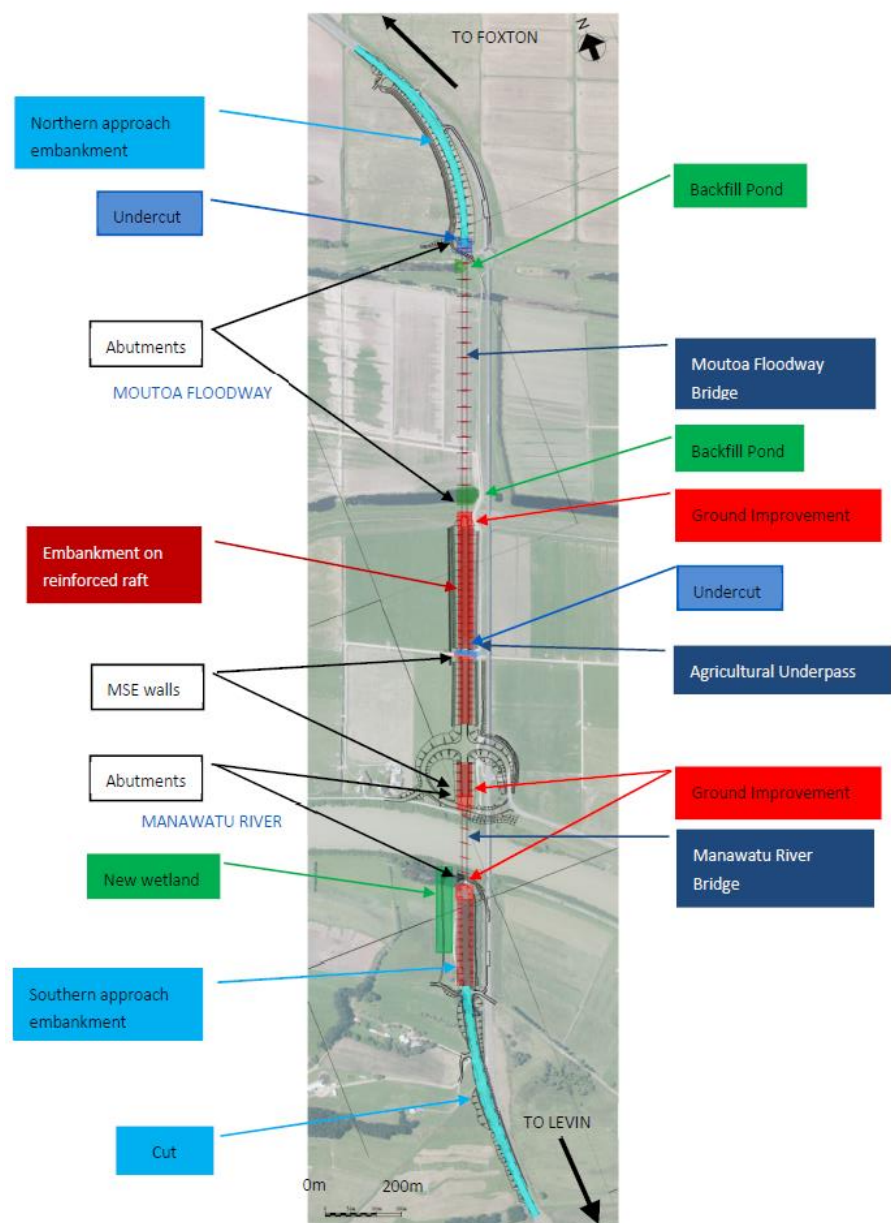 TO FOXTON
N
Northern approach
embankment
Backfill Pond
Undercut
Abutments
Moutoa Floodway
Bridge
MOUTOA FLOODWAY
Backfill Pond
Ground Improvement
Embankment on
reinforced raft
Undercut
Agricultural Underpass
MSE walls
Abutments
Ground Improvement
MANAWATU RIVER
Manawatu River
Bridge
New wetland
Southern approach
embankment
TO LEVIN
Cut
0m 200m